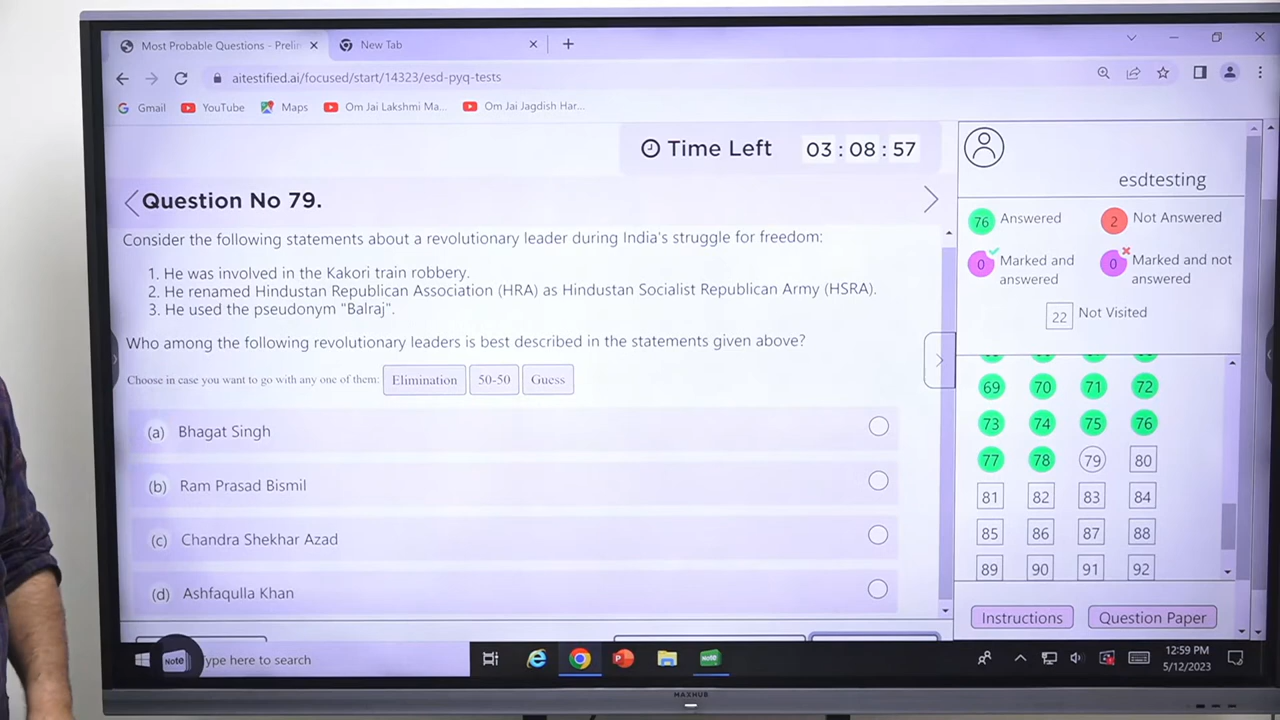 Most Probable Questions - Prelin
New Tab
aitestified.ai/focused/start/14323/esd-pyq-tests
Gmail YouTube Maps Om Jai Lakshmi Ma... Om Jai Jagdish Har...
Time Left 03 : 08 : 57
esdtesting
Question No 79.
76 Answered 2 Not Answered
0 Marked and answered 0 Marked and not answered
22 Not Visited
Consider the following statements about a revolutionary leader during India's struggle for freedom:
1. He was involved in the Kakori train robbery.
2. He renamed Hindustan Republican Association (HRA) as Hindustan Socialist Republican Army (HSRA).
3. He used the pseudonym "Balraj".
Who among the following revolutionary leaders is best described in the statements given above?
Choose in case you want to go with any one of them: Elimination 50-50 Guess
(a) Bhagat Singh
(b) Ram Prasad Bismil
(c) Chandra Shekhar Azad
(d) Ashfaqulla Khan
69 70 71 72
73 74 75 76
77 78 79 80
81 82 83 84
85 86 87 88
89 90 91 92
Instructions Question Paper
Note ype here to search
12:59 PM
5/12/2023
MAXHUB